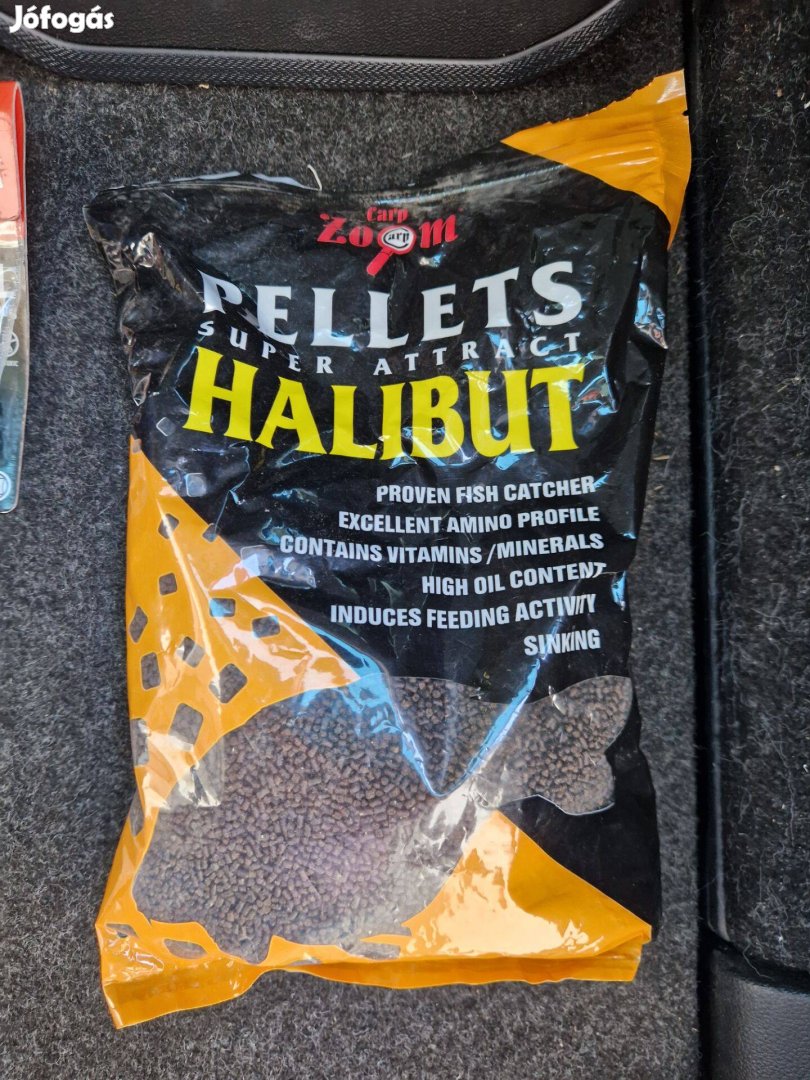 Jófogás
Carp
Zoom
Carp
PELLETS
SUPER ATTRACT
HALIBUT
PROVEN FISH CATCHER
EXCELLENT AMINO PROFILE
CONTAINS VITAMINS /MINERALS
HIGH OIL CONTENT
INDUCES FEEDING ACTIVITY
SINKING